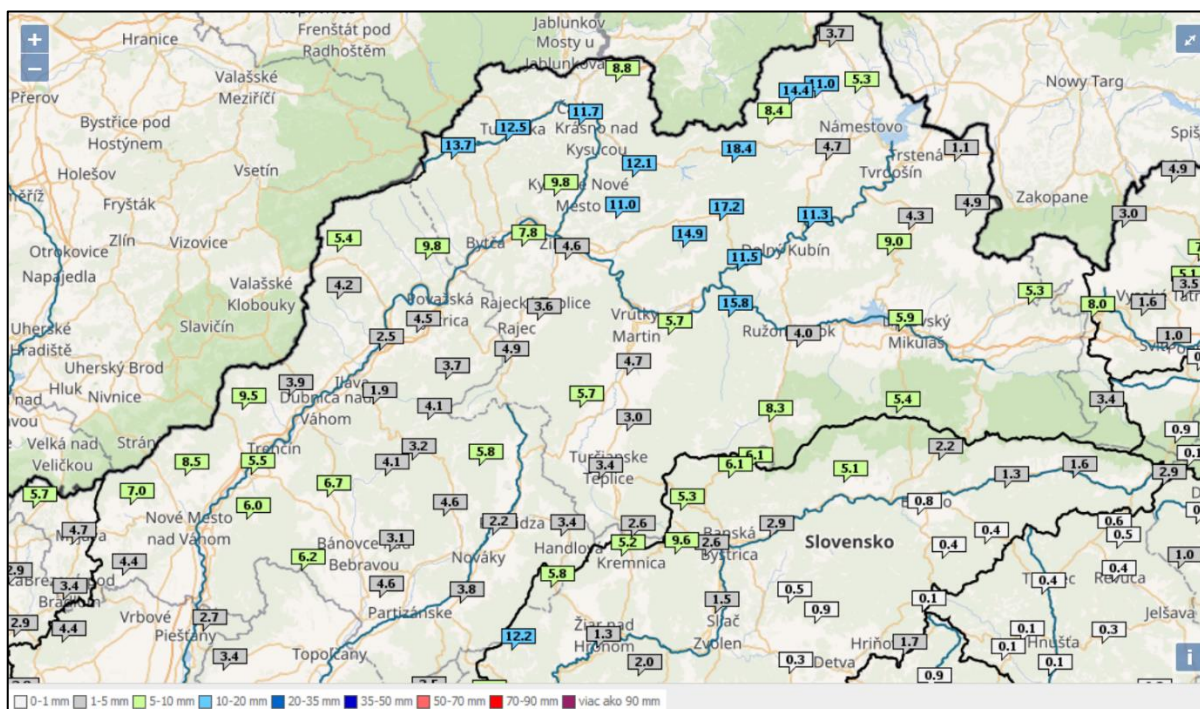 Jablunkov
Mosty u
Jablunkova
Frenštát pod
Radhoštěm
Hranice
+
−
3.7
8.8
Valašské
Meziříčí
Přerov
14.4
11.0
5.3
Nowy Targ
Bystřice pod
Hostýnem
11.7
8.4
12.5
Krásno nad
Kysucou
Námestovo
13.7
18.4
4.7
1.1
Trstená
Tvrdošín
Holešov
Vsetín
12.1
4.9
9.8
Nové
Mesto
Zakopane
Fryšták
11.0
17.2
11.3
4.3
4.9
3.0
Zlín
Vizovice
5.4
9.8
Bytča
7.8
4.6
14.9
9.0
Otrokovice
Napajedla
11.5
Dolný Kubín
Valašské
Klobouky
4.2
5.3
5.1
3.5
Považská
4.5
3.6
15.8
8.0
1.6
Slavičín
Rajec
Vrútky
Martin
5.7
5.9
Mikuláš
2.5
4.0
1.0
Uherské
Hradiště
4.9
4.7
Uherský Brod
3.7
Hluk
Nivnice
9.5
3.9
Ilava
1.9
Dubnica nad
Váhom
4.1
5.7
3.0
8.3
5.4
3.4
0.9
Velká nad
Veličkou
Trenčín
3.2
5.8
2.2
8.5
5.5
4.1
Turčianske
Teplice
3.4
6.1
6.1
5.1
1.3
1.6
2.9
5.7
7.0
6.7
6.0
4.6
5.3
0.8
Nové Mesto
nad Váhom
2.2
3.4
2.6
2.9
0.6
4.7
3.1
Bánovce nad
Bebravou
Handlová
5.2
Kremnica
9.6
2.6
Banská
Bystrica
Slovensko
0.4
0.4
0.5
4.4
6.2
Nováky
1.0
2.9
3.4
4.6
3.8
5.8
0.4
0.4
Revúca
Vrbové
Partizánske
0.5
0.9
0.1
Jelšava
2.9
4.4
2.7
Piešťany
1.5
Sliač
Zvolen
12.2
Žiar nad
Hronom
1.3
1.7
0.1
Hnúšťa
0.3
3.4
Topoľčany
2.0
0.3
Detva
0.1
0.1
0.9
i
0-1 mm 1-5 mm 5-10 mm 10-20 mm 20-35 mm 35-50 mm 50-70 mm 70-90 mm viac ako 90 mm